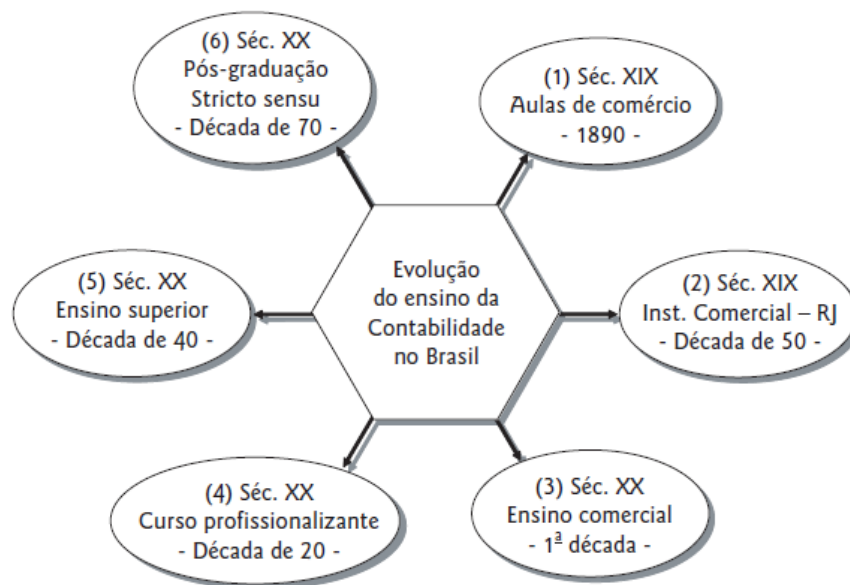 (6) Séc. XX
Pós-graduação
Stricto sensu
- Década de 70 -
(1) Séc. XIX
Aulas de comércio
- 1890 -
Evolução
do ensino da
Contabilidade
no Brasil
(5) Séc. XX
Ensino superior
- Década de 40 -
(2) Séc. XIX
Inst. Comercial – RJ
- Década de 50 -
(4) Séc. XX
Curso profissionalizante
- Década de 20 -
(3) Séc. XX
Ensino comercial
- 1ª década -